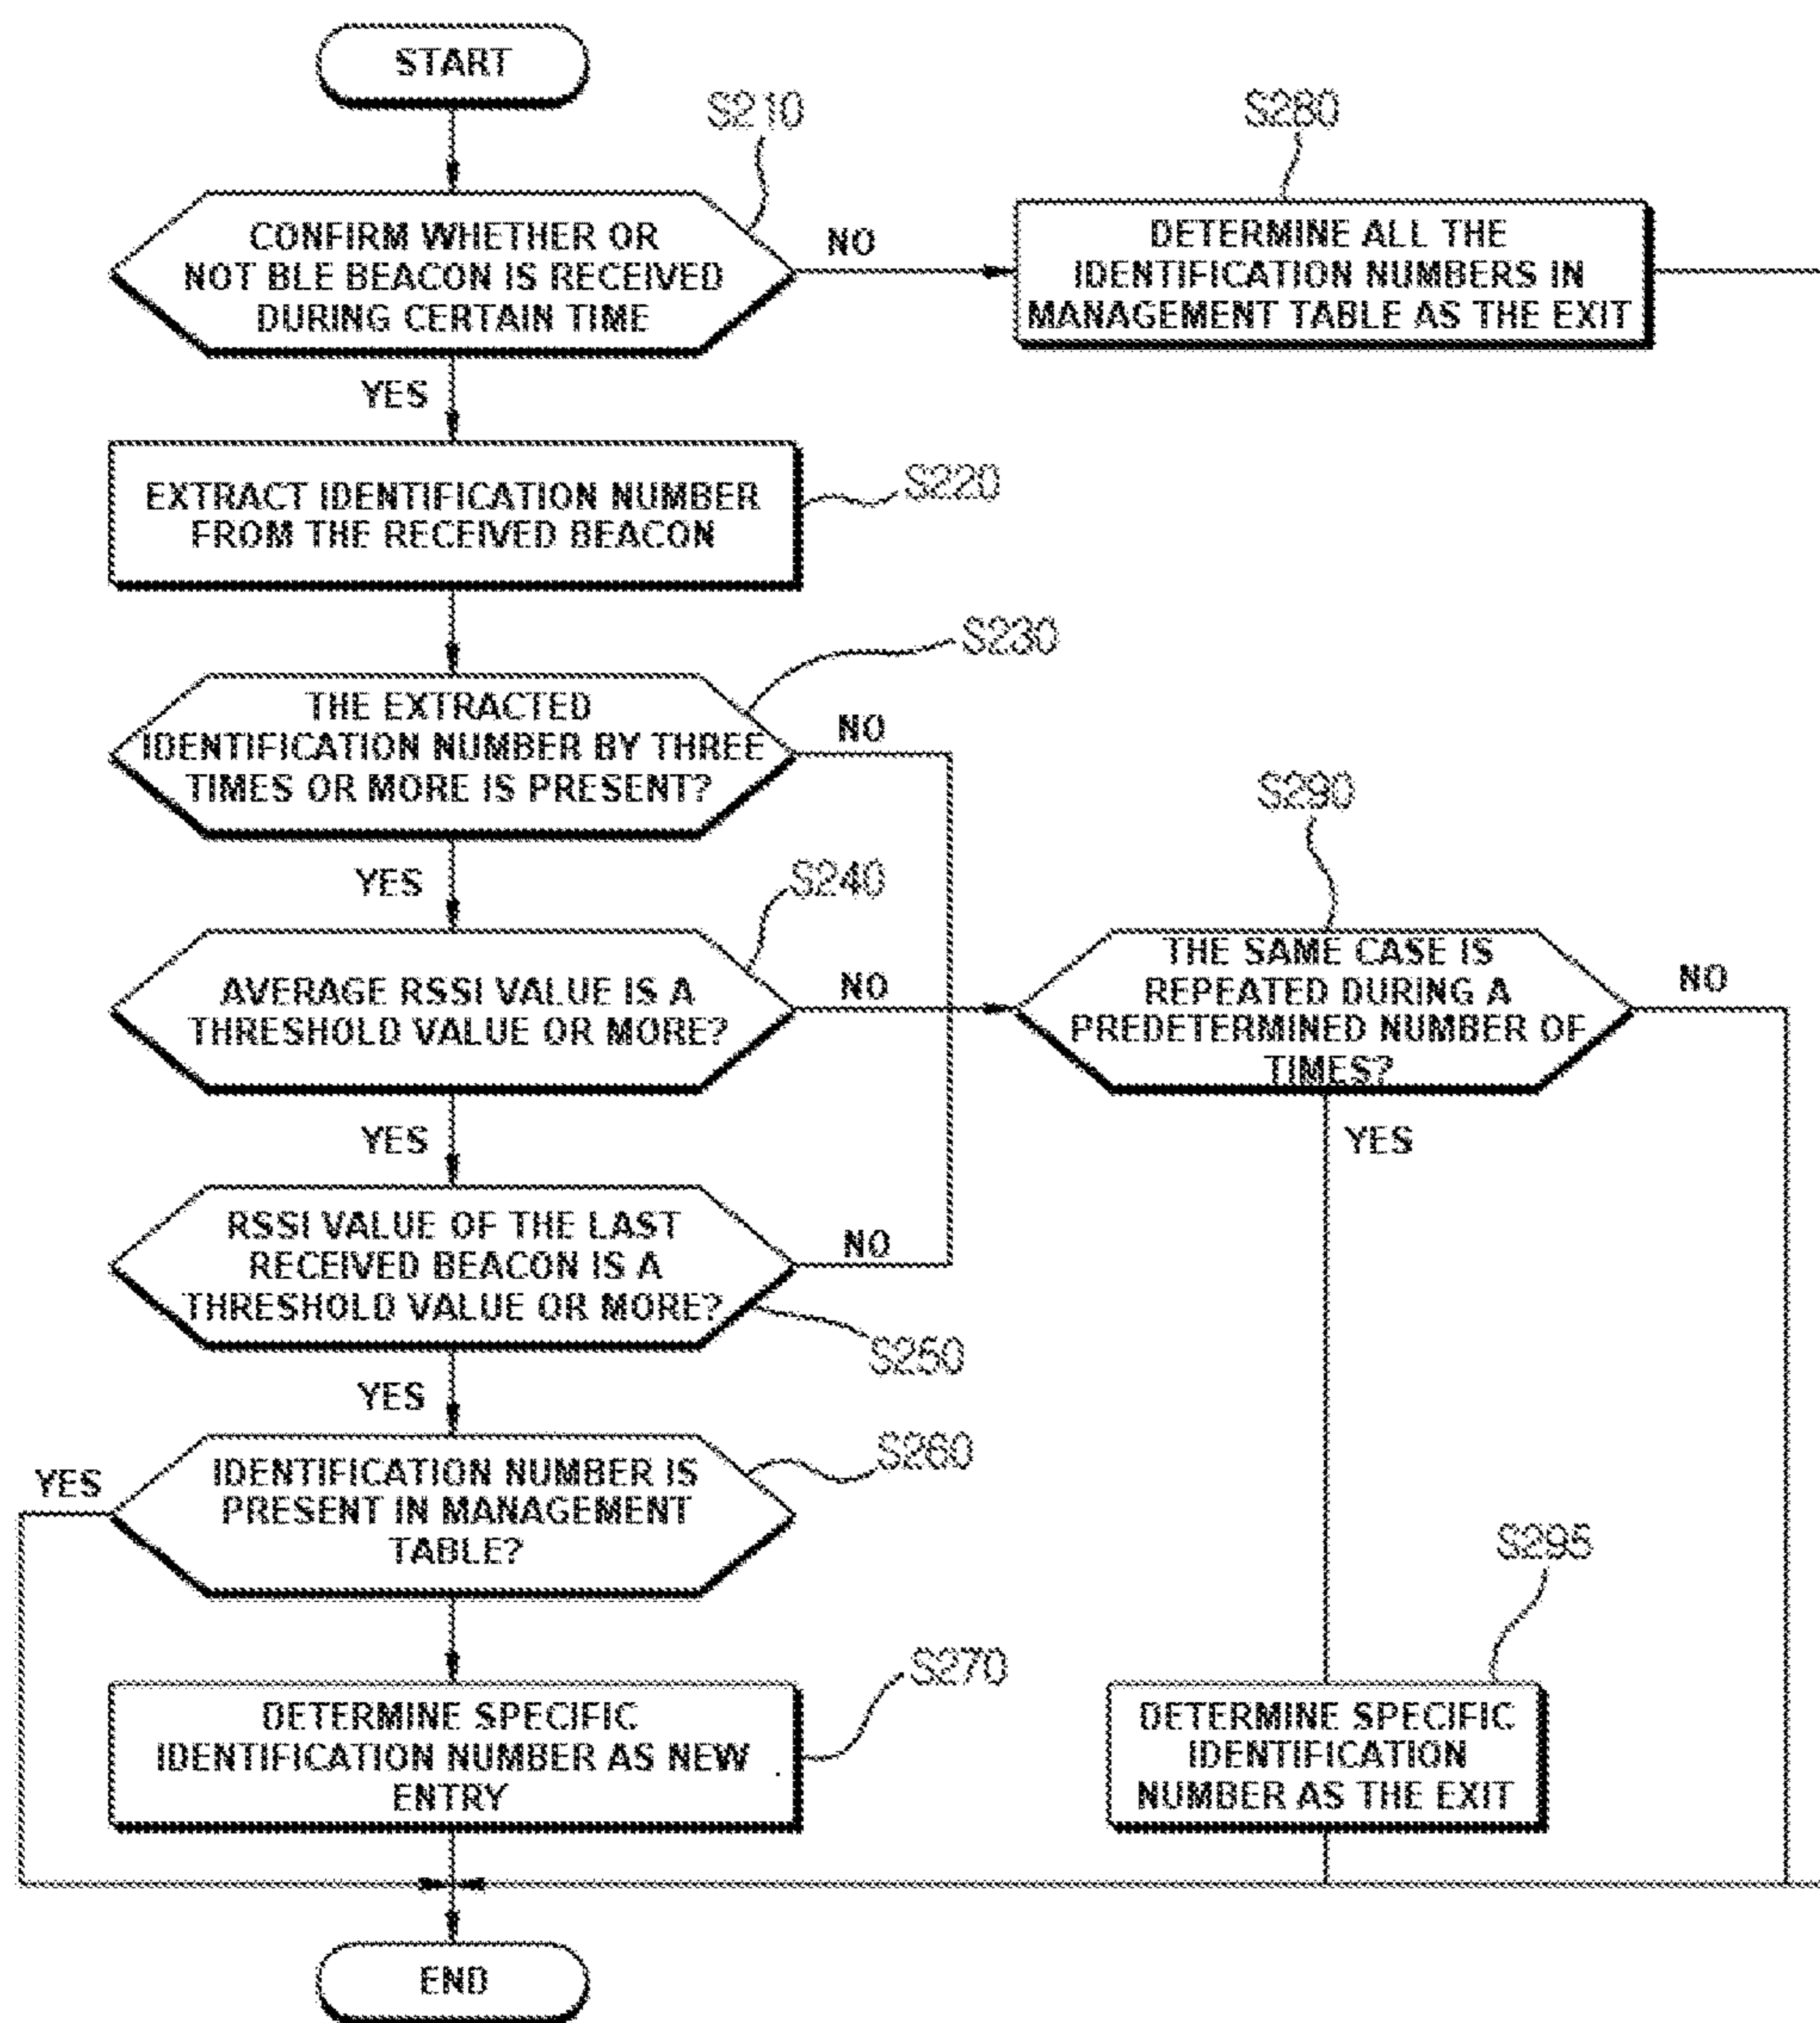 START
S210
S280
CONFIRM WHETHER OR
NOT BLE BEACON IS RECEIVED
DURING CERTAIN TIME
NO
DETERMINE ALL THE
IDENTIFICATION NUMBERS IN
MANAGEMENT TABLE AS THE EXIT
YES
EXTRACT IDENTIFICATION NUMBER
FROM THE RECEIVED BEACON
S220
S230
THE EXTRACTED
IDENTIFICATION NUMBER BY THREE
TIMES OR MORE IS PRESENT?
NO
S290
YES
S240
AVERAGE RSSI VALUE IS A
THRESHOLD VALUE OR MORE?
NO
THE SAME CASE IS
REPEATED DURING A
PREDETERMINED NUMBER OF
TIMES?
NO
YES
YES
RSSI VALUE OF THE LAST
RECEIVED BEACON IS A
THRESHOLD VALUE OR MORE?
NO
S250
YES
S260
YES
IDENTIFICATION NUMBER IS
PRESENT IN MANAGEMENT
TABLE?
S295
S270
DETERMINE SPECIFIC
IDENTIFICATION NUMBER AS NEW
ENTRY
DETERMINE SPECIFIC
IDENTIFICATION
NUMBER AS THE EXIT
END